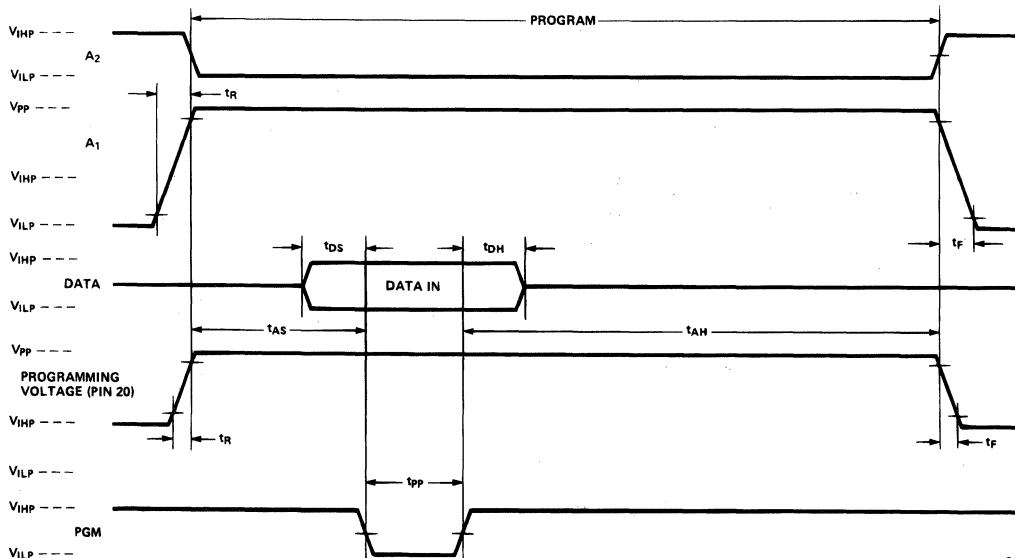 PROGRAM
VIHP
A2
VILP
tR
VPP
A1
VIHP
VILP
tF
tDS
tDH
VIHP
DATA
DATA IN
VILP
tAS
tAH
VPP
PROGRAMMING
VOLTAGE (PIN 20)
VIHP
tR
tF
VILP
tPP
VIHP
PGM
VILP